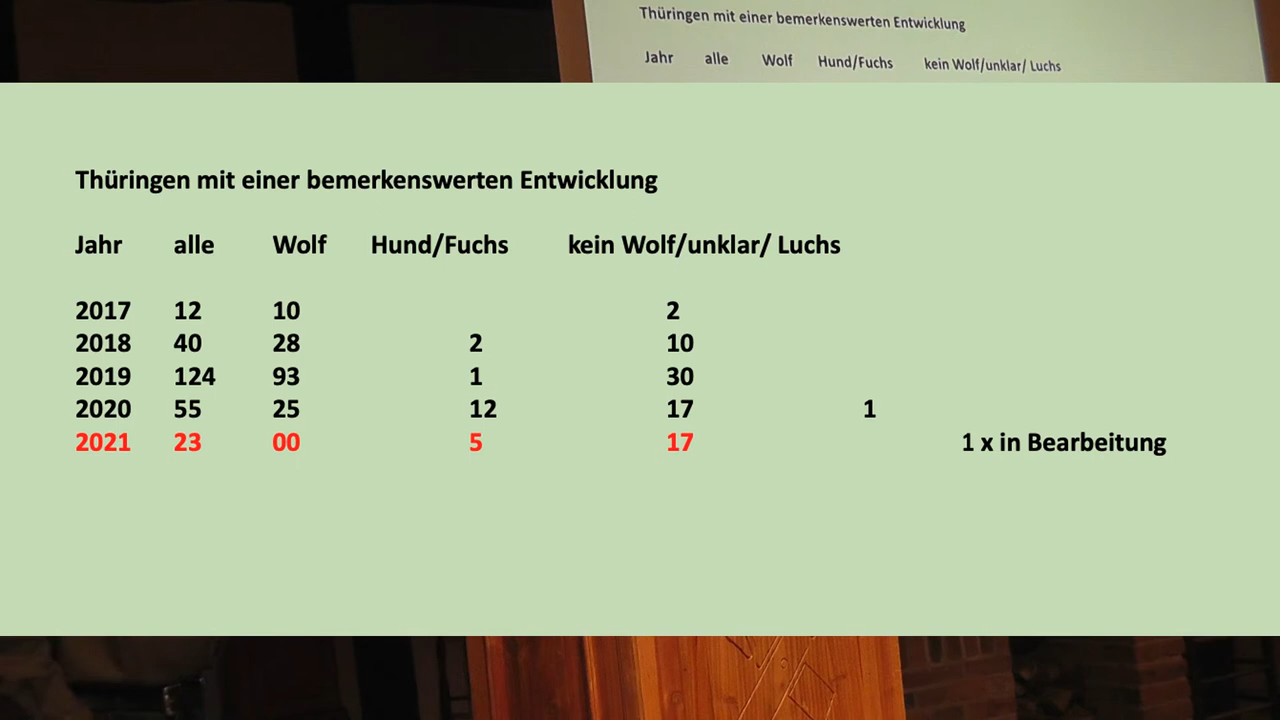 Thüringen mit einer bemerkenswerten Entwicklung
Jahr alle Wolf Hund/Fuchs kein Wolf/unklar/ Luchs
Thüringen mit einer bemerkenswerten Entwicklung
Jahr alle Wolf Hund/Fuchs kein Wolf/unklar/ Luchs
2017 12 10 2
2018 40 28 2 10
2019 124 93 1 30
2020 55 25 12 17 1
2021 23 00 5 17 1 x in Bearbeitung